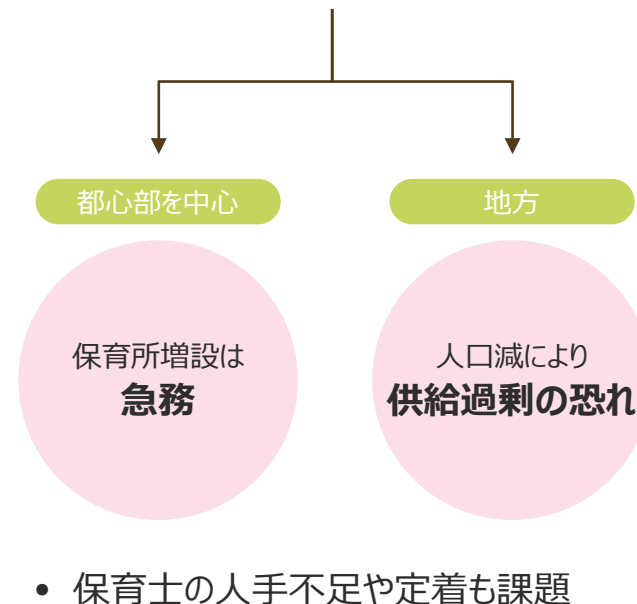 都心部を中心
地方
保育所増設は
急務
人口減により
供給過剰の恐れ
• 保育士の人手不足や定着も課題